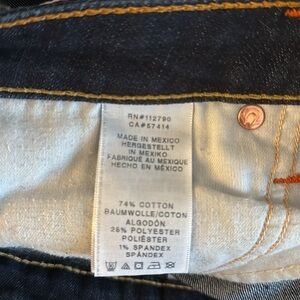 RN#112790
CA#57414
MADE IN MEXICO
HERGESTELLT
IN MEXIKO
FABRIQUÉ AU MEXIQUE
HECHO EN MÉXICO
74% COTTON
BAUMWOLLE/COTON
ALGODÓN
25% POLYESTER
POLIÉSTER
1% SPANDEX
SPÁNDEX